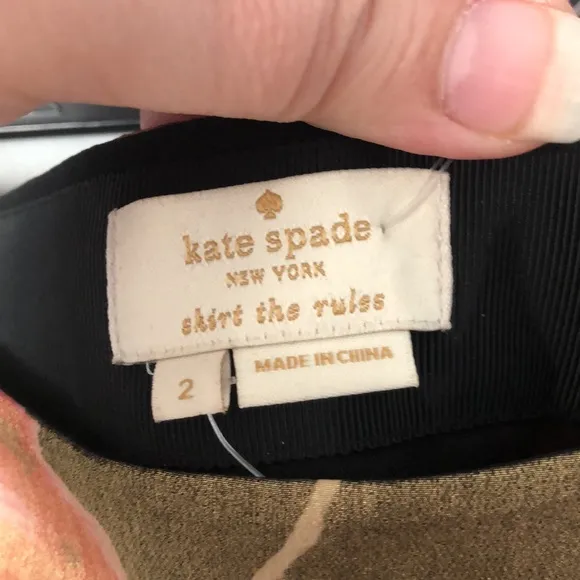 kate spade
NEW YORK
skirt the rules
2
MADE IN CHINA